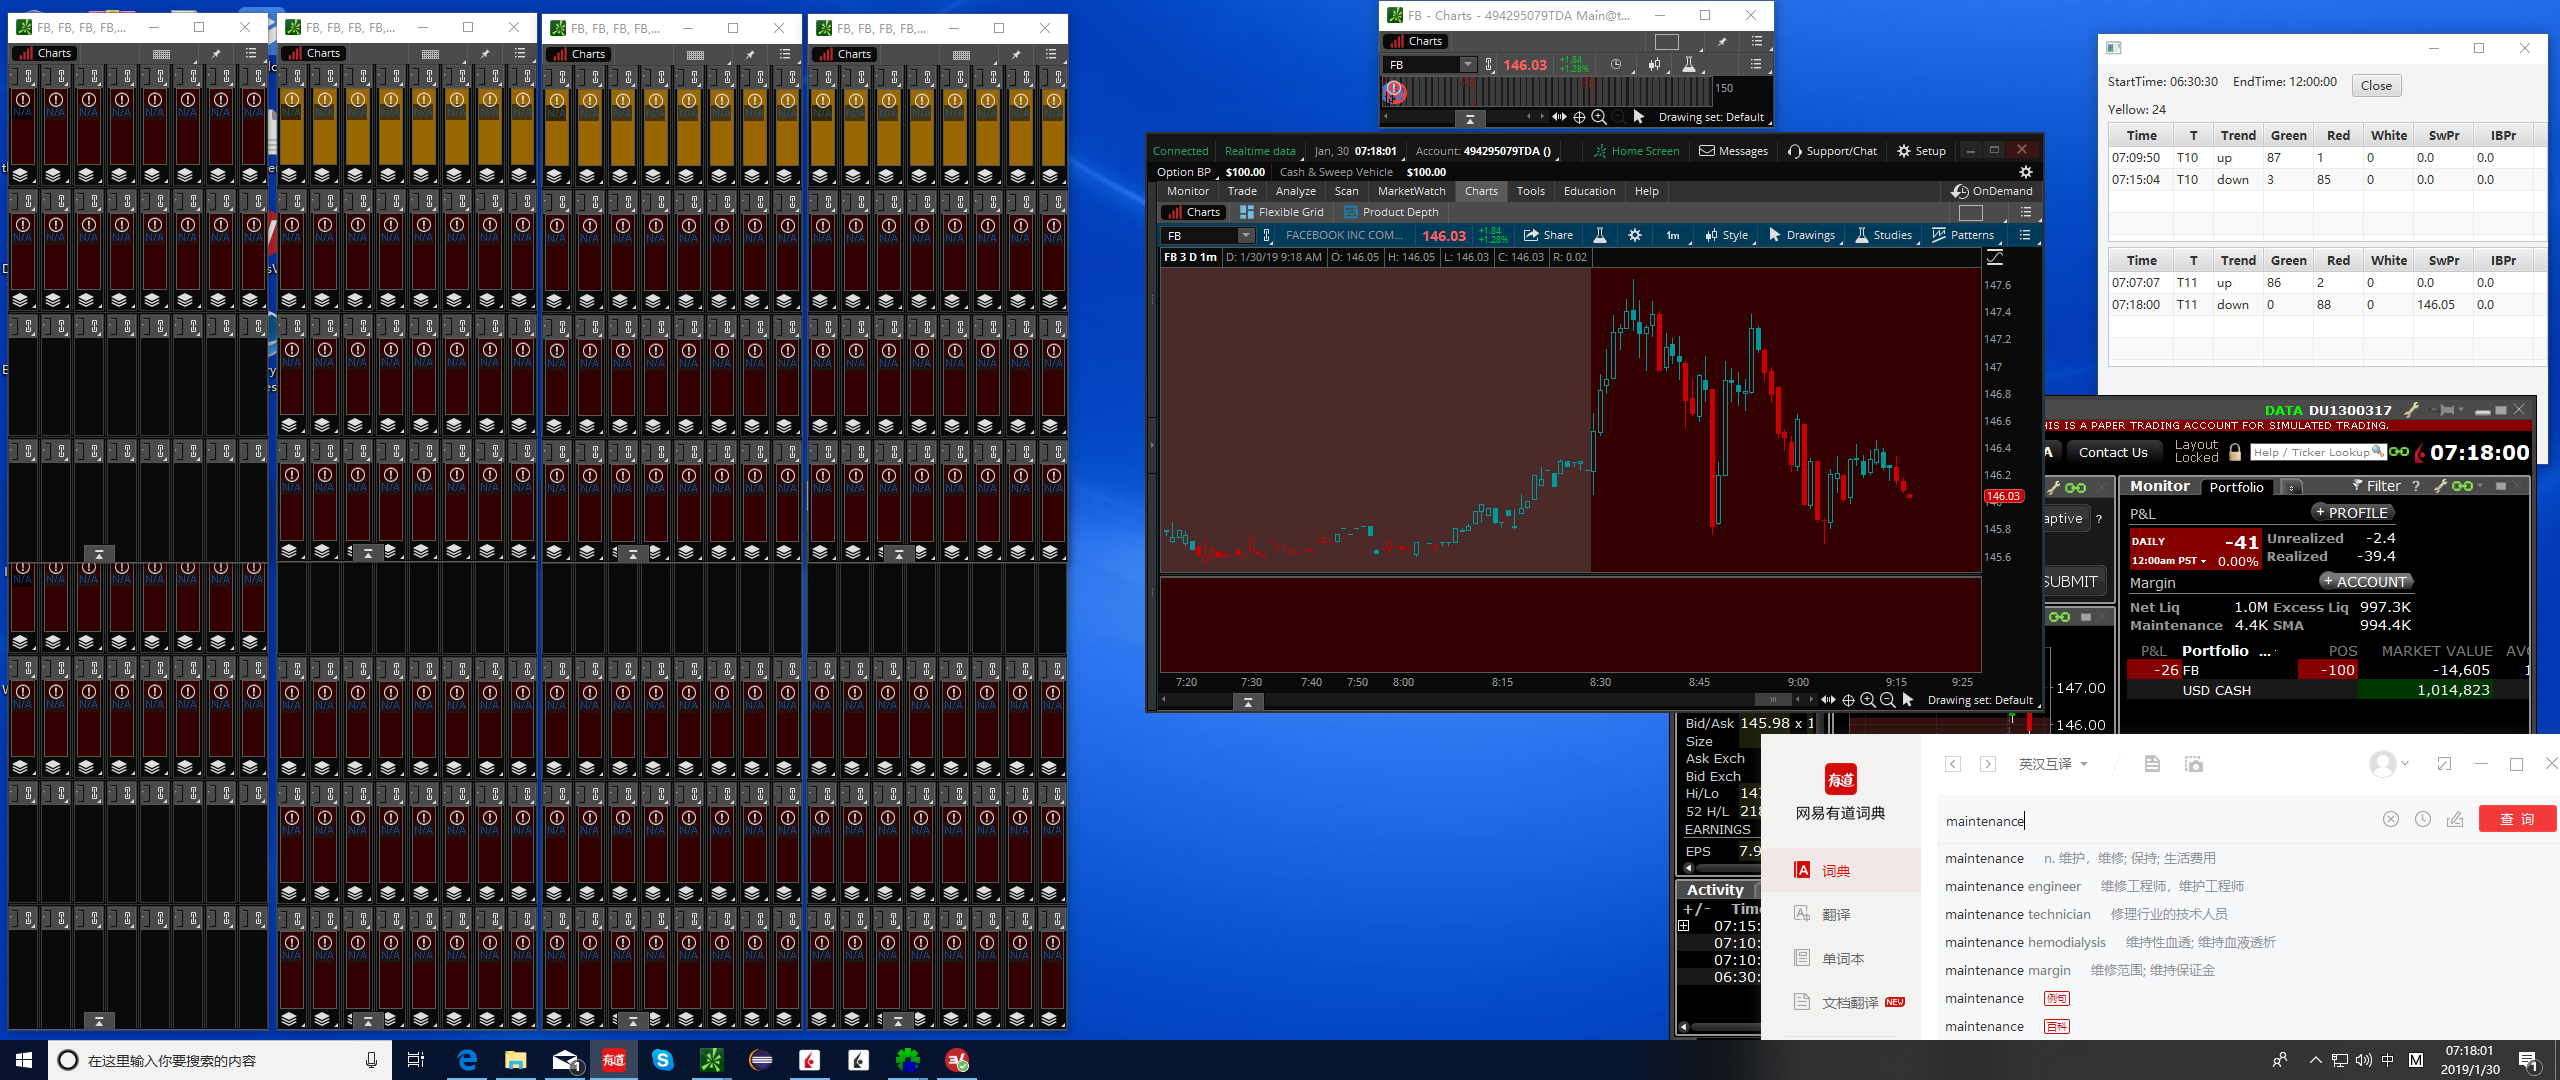 FB, FB, FB, FB,...
FB, FB, FB, FB,...
FB, FB, FB, FB,...
FB, FB, FB, FB,...
Charts
Charts
Charts
Charts
N/A
FB - Charts - 494295079TDA Main@t...
Charts
FB
146.03
+1.84
+1.28%
150
Drawing set: Default
Connected
Realtime data
Jan, 30 07:18:01
Account: 494295079TDA ()
Home Screen
Messages
Support/Chat
Setup
Option BP $100.00 Cash & Sweep Vehicle $100.00
Monitor Trade Analyze Scan MarketWatch Charts Tools Education Help
OnDemand
Charts Flexible Grid Product Depth
FB
FACEBOOK INC COM...
146.03
+1.84
+1.28%
Share
1m
Style
Drawings
Studies
Patterns
FB 3 D 1m D: 1/30/19 9:18 AM O: 146.05 H: 146.05 L: 146.03 C: 146.03 R: 0.02
147.6
147.4
147.2
147
146.8
146.6
146.4
146.2
146.03
145.8
145.6
7:20 7:30 7:40 7:50 8:00 8:15 8:30 8:45 9:00 9:15 9:25
Drawing set: Default
StartTime: 06:30:30 EndTime: 12:00:00 Close
Yellow: 24
Time T Trend Green Red White SwPr IBPr
07:09:50 T10 up 87 1 0 0.0 0.0
07:15:04 T10 down 3 85 0 0.0 0.0
Time T Trend Green Red White SwPr IBPr
07:07:07 T11 up 86 2 0 0.0 0.0
07:18:00 T11 down 0 88 0 146.05 0.0
DATA DU1300317
HIS IS A PAPER TRADING ACCOUNT FOR SIMULATED TRADING.
A Contact Us
Layout
Locked
Help / Ticker Lookup
07:18:00
Monitor Portfolio
Filter ?
aptive ?
SUBMIT
P&L
+ PROFILE
DAILY -41
12:00am PST 0.00%
Unrealized -2.4
Realized -39.4
Margin
+ ACCOUNT
Net Liq 1.0M Excess Liq 997.3K
Maintenance 4.4K SMA 994.4K
P&L Portfolio ... POS MARKET VALUE AV
-26 FB -100 -14,605
USD CASH 1,014,823
147.00
146.00
Bid/Ask 145.98 x 1
Size
Ask Exch
Bid Exch
Hi/Lo 147
52 H/L 218
EARNINGS
EPS 7.9
Activity
+/- Time
07:15:
07:10:
07:10:
06:30:
有道
网易有道词典
词典
翻译
单词本
文档翻译 NEW
英汉互译
maintenance
查 询
maintenance n. 维护，维修; 保持; 生活费用
maintenance engineer 维修工程师，维护工程师
maintenance technician 修理行业的技术人员
maintenance hemodialysis 维持性血透; 维持血液透析
maintenance margin 维修范围; 维持保证金
maintenance 例句
maintenance 百科
在这里输入你要搜索的内容
有道
中
M
07:18:01
2019/1/30